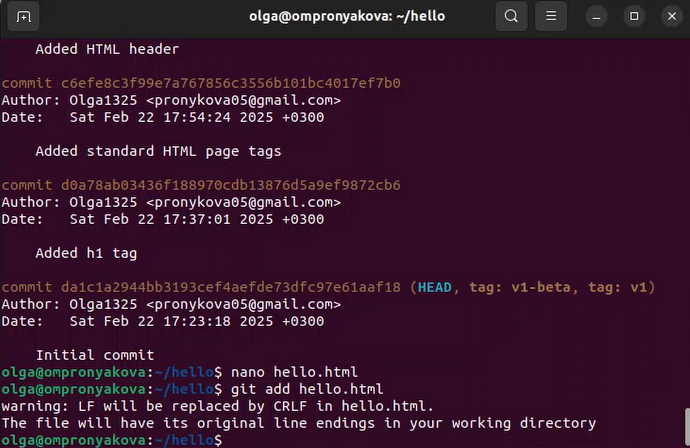 olga@ompronyakova: ~/hello
Added HTML header
commit c6efe8c3f99e7a767856c3556b101bc4017ef7b0
Author: Olga1325 <pronykova05@gmail.com>
Date:   Sat Feb 22 17:54:24 2025 +0300
Added standard HTML page tags
commit d0a78ab03436f188970cdb13876d5a9ef9872cb6
Author: Olga1325 <pronykova05@gmail.com>
Date:   Sat Feb 22 17:37:01 2025 +0300
Added h1 tag
commit da1c1a2944bb3193cef4aefde73dfc97e61aaf18 (HEAD, tag: v1-beta, tag: v1)
Author: Olga1325 <pronykova05@gmail.com>
Date:   Sat Feb 22 17:23:18 2025 +0300
Initial commit
olga@ompronyakova:~/hello$ nano hello.html
olga@ompronyakova:~/hello$ git add hello.html
warning: LF will be replaced by CRLF in hello.html.
The file will have its original line endings in your working directory
olga@ompronyakova:~/hello$